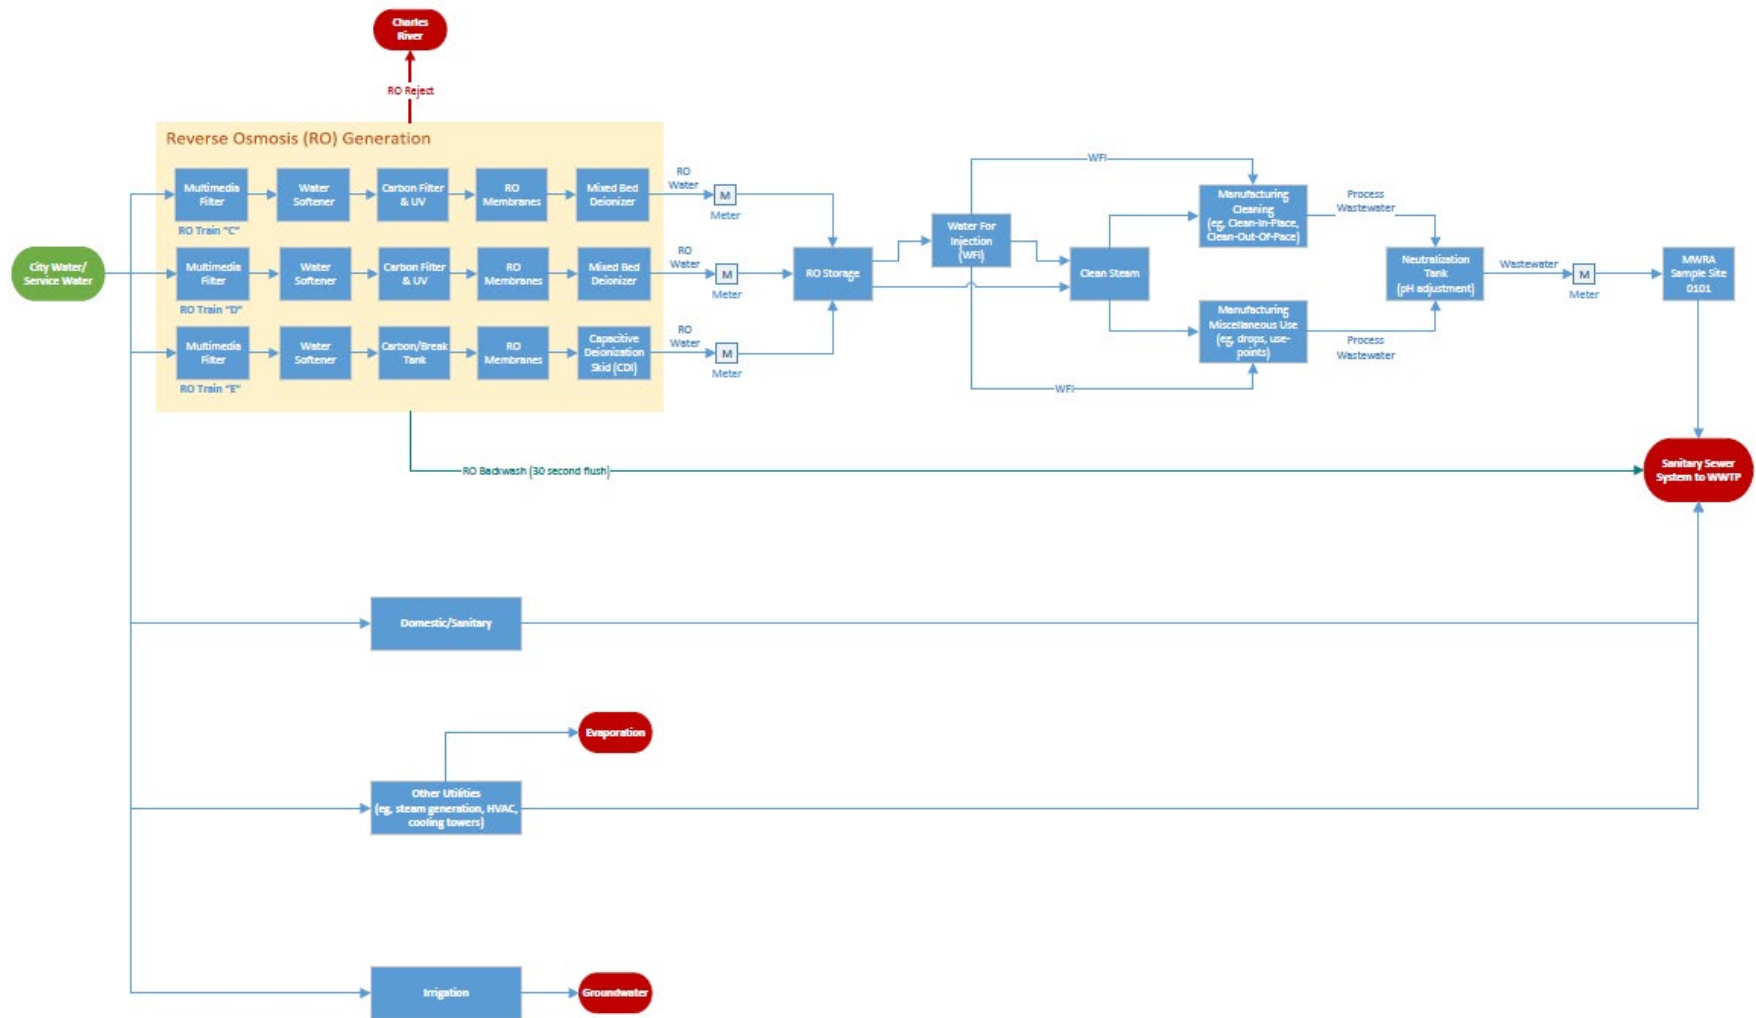 Charles
River
RO Reject
Reverse Osmosis (RO) Generation
Multimedia
Filter
Water
Softener
Carbon Filter
& UV
RO
Membranes
Mixed Bed
Deionizer
RO
Water
M
Meter
RO Train "C"
City Water/
Service Water
Multimedia
Filter
Water
Softener
Carbon Filter
& UV
RO
Membranes
Mixed Bed
Deionizer
RO
Water
M
Meter
RO Train "D"
Multimedia
Filter
Water
Softener
Carbon/Break
Tank
RO
Membranes
Capacitive
Deionization
Skid (CDI)
RO
Water
M
Meter
RO Train "E"
RO Storage
Water For
Injection
(WFI)
WFI
WFI
Clean Steam
Manufacturing
Cleaning
(eg, Clean-In-Place,
Clean-Out-Of-Pace)
Process
Wastewater
Manufacturing
Miscellaneous Use
(eg, drops, use-
points)
Process
Wastewater
Neutralization
Tank
(pH adjustment)
Wastewater
M
Meter
MWRA
Sample Site
0101
RO Backwash (30 second flush)
Sanitary Sewer
System to WWTP
Domestic/Sanitary
Evaporation
Other Utilities
(eg, steam generation, HVAC,
cooling towers)
Irrigation
Groundwater